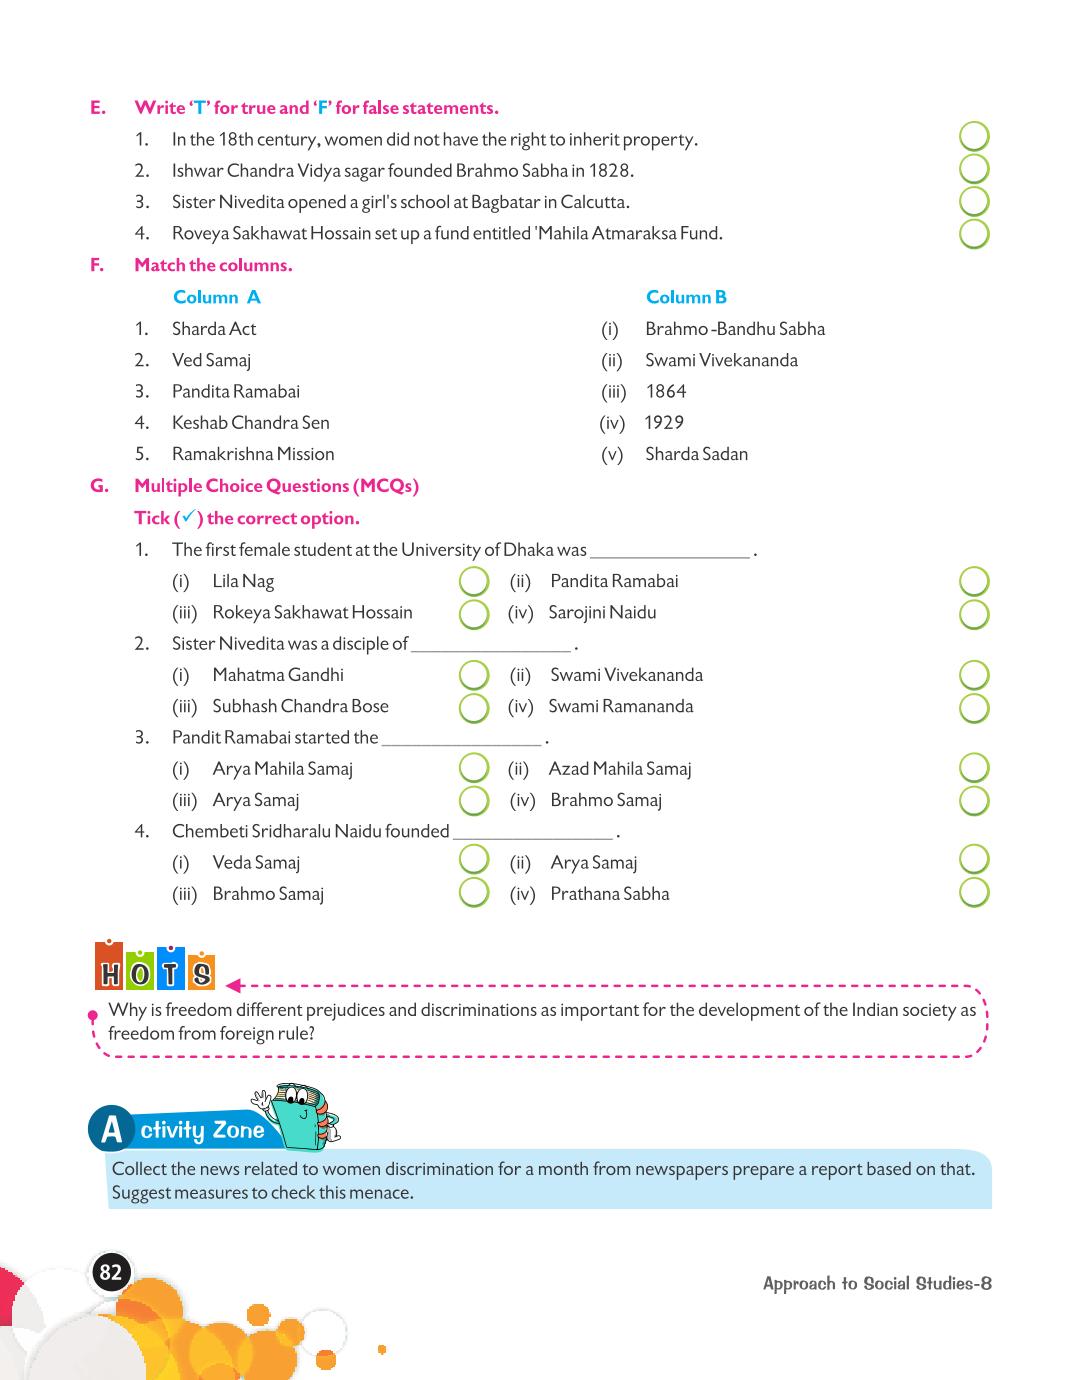 E. Write ‘T’ for true and ‘F’ for false statements.
1. In the 18th century, women did not have the right to inherit property.
2. Ishwar Chandra Vidya sagar founded Brahmo Sabha in 1828.
3. Sister Nivedita opened a girl's school at Bagbatar in Calcutta.
4. Roveya Sakhawat Hossain set up a fund entitled 'Mahila Atmaraksa Fund.
F. Match the columns.
Column A Column B
1. Sharda Act (i) Brahmo-Bandhu Sabha
2. Ved Samaj (ii) Swami Vivekananda
3. Pandita Ramabai (iii) 1864
4. Keshab Chandra Sen (iv) 1929
5. Ramakrishna Mission (v) Sharda Sadan
G. Multiple Choice Questions (MCQs)
Tick (✓) the correct option.
1. The first female student at the University of Dhaka was ________________ .
(i) Lila Nag (ii) Pandita Ramabai
(iii) Rokeya Sakhawat Hossain (iv) Sarojini Naidu
2. Sister Nivedita was a disciple of ________________ .
(i) Mahatma Gandhi (ii) Swami Vivekananda
(iii) Subhash Chandra Bose (iv) Swami Ramananda
3. Pandit Ramabai started the ________________ .
(i) Arya Mahila Samaj (ii) Azad Mahila Samaj
(iii) Arya Samaj (iv) Brahmo Samaj
4. Chembeti Sridharalu Naidu founded ________________ .
(i) Veda Samaj (ii) Arya Samaj
(iii) Brahmo Samaj (iv) Prathana Sabha
HOTS
Why is freedom different prejudices and discriminations as important for the development of the Indian society as
freedom from foreign rule?
Activity Zone
Collect the news related to women discrimination for a month from newspapers prepare a report based on that.
Suggest measures to check this menace.
82
Approach to Social Studies-8